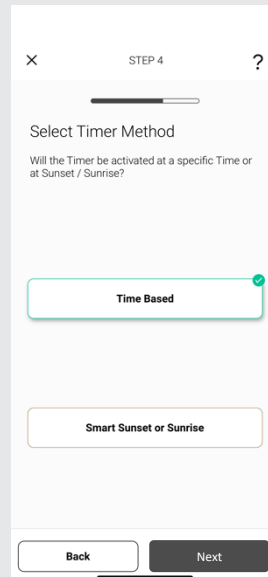 STEP 4
?
Select Timer Method
Will the Timer be activated at a specific Time or
at Sunset / Sunrise?
Time Based
Smart Sunset or Sunrise
Back
Next